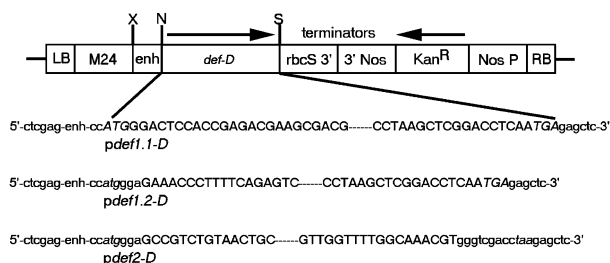 X N S
terminators
LB M24 enh def-D rbcS 3' 3' Nos KanR Nos P RB
5'-ctcgag-enh-ccATGGGACTCCACCGAGACGAAGCGACG------CCTAAGCTCGGACCTCAATGAgagctc-3'
pdef1.1-D
5'-ctcgag-enh-ccatgggaGAAACCCTTTTCAGAGTC------CCTAAGCTCGGACCTCAATGAgagctc-3'
pdef1.2-D
5'-ctcgag-enh-ccatgggaGCCGTCTGTAACTGC------GTTGGTTTTGGCAAACGTgggtcgacctaagagctc-3'
pdef2-D